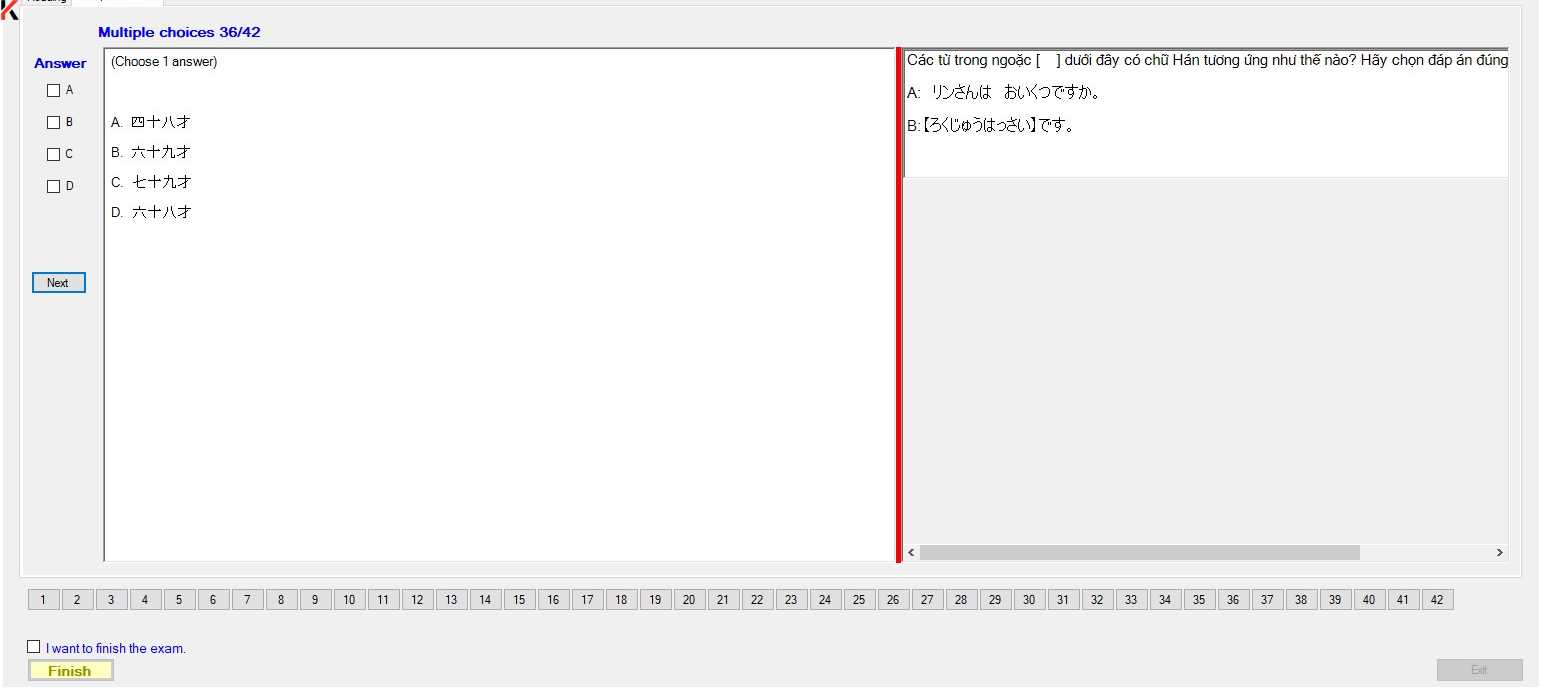 Multiple choices 36/42
Answer
A
B
C
D
Next
(Choose 1 answer)
A. 四十八才
B. 六十九才
C. 七十九才
D. 六十八才
Các từ trong ngoặc [ ] dưới đây có chữ Hán tương ứng như thế nào? Hãy chọn đáp án đúng
A: リンさんは おいくつですか。
B:【ろくじゅうはっさい】です。
1 2 3 4 5 6 7 8 9 10 11 12 13 14 15 16 17 18 19 20 21 22 23 24 25 26 27 28 29 30 31 32 33 34 35 36 37 38 39 40 41 42
I want to finish the exam.
Finish
Exit